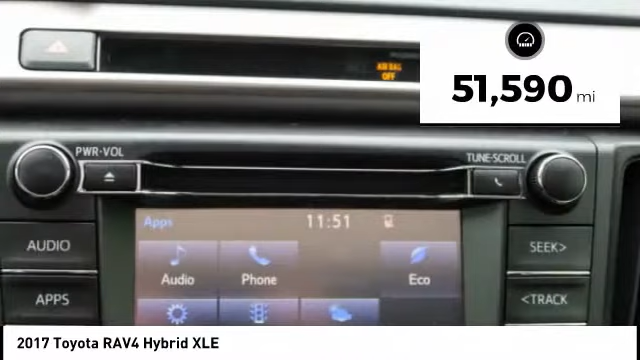 AIR BAG
OFF
51,590 mi
PWR·VOL
TUNE·SCROLL
Apps
11:51
AUDIO
SEEK>
Audio
Phone
Eco
APPS
<TRACK
2017 Toyota RAV4 Hybrid XLE